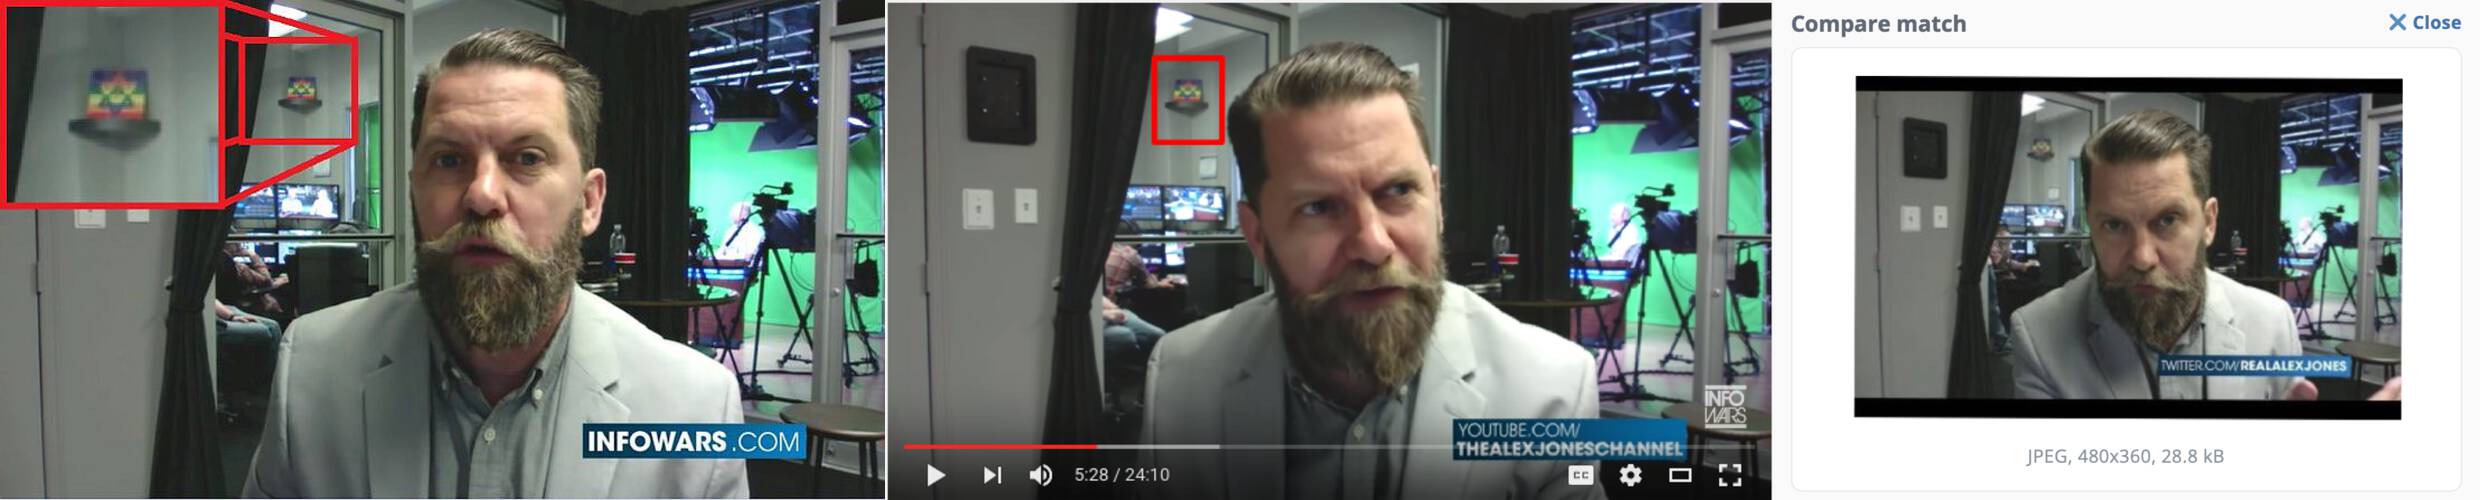 INFOWARS.COM
INFO
WARS
YOUTUBE.COM/
THEALEXJONESCHANNEL
5:28 / 24:10
CC
Compare match
Close
TWITTER.COM/REALALEXJONES
JPEG, 480x360, 28.8 kB